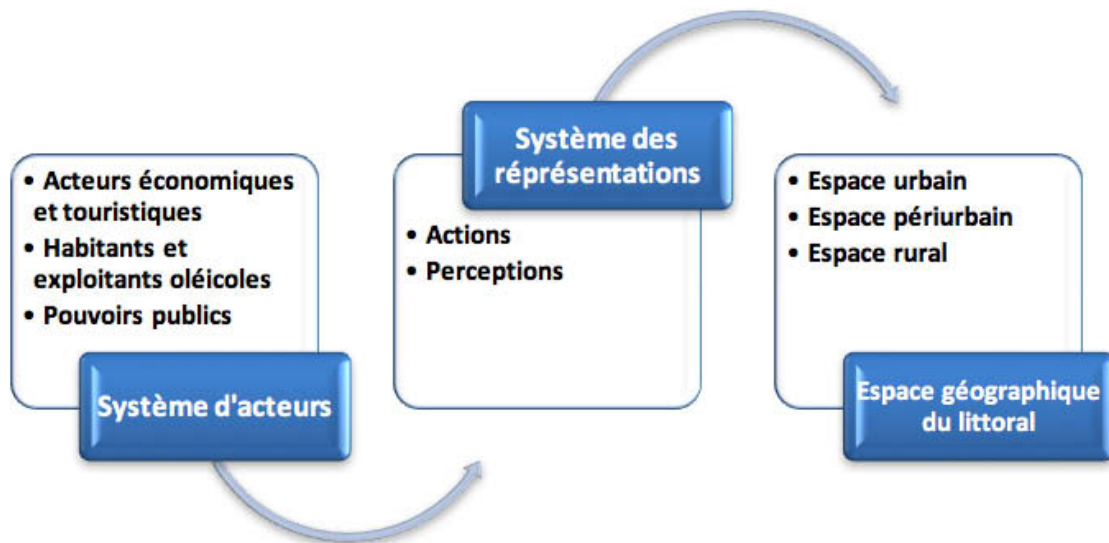 • Acteurs économiques
et touristiques
• Habitants et
exploitants oléicoles
• Pouvoirs publics
Système d'acteurs
Système des
réprésentations
• Actions
• Perceptions
• Espace urbain
• Espace périurbain
• Espace rural
Espace géographique
du littoral